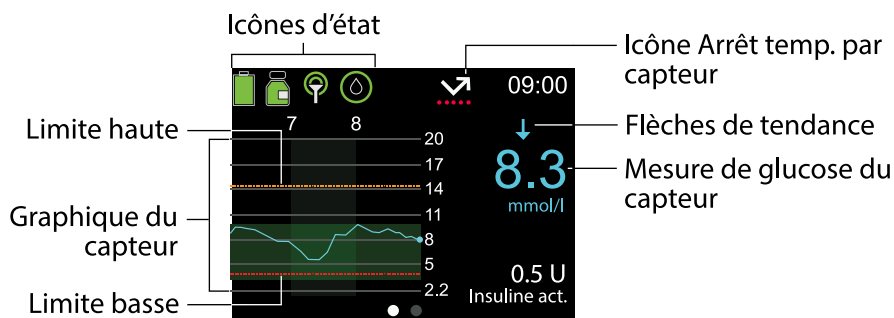 Icônes d'état
Icône Arrêt temp. par
capteur
09:00
7 8
Limite haute
Flèches de tendance
20
17
14
11
8
5
2.2
8.3
mmol/l
Mesure de glucose du
capteur
Graphique du
capteur
Limite basse
0.5 U
Insuline act.